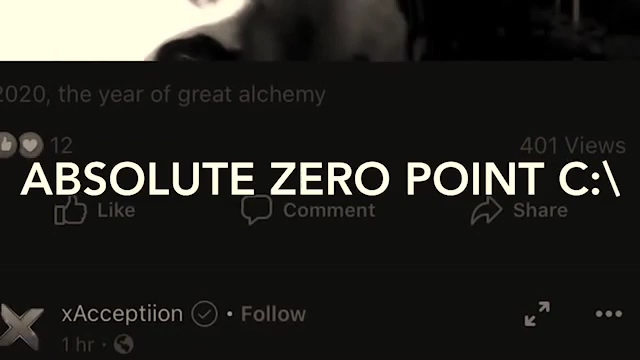 2020, the year of great alchemy
12
401 Views
ABSOLUTE ZERO POINT C:\
Like
Comment
Share
xAcceptiion • Follow
1 hr •